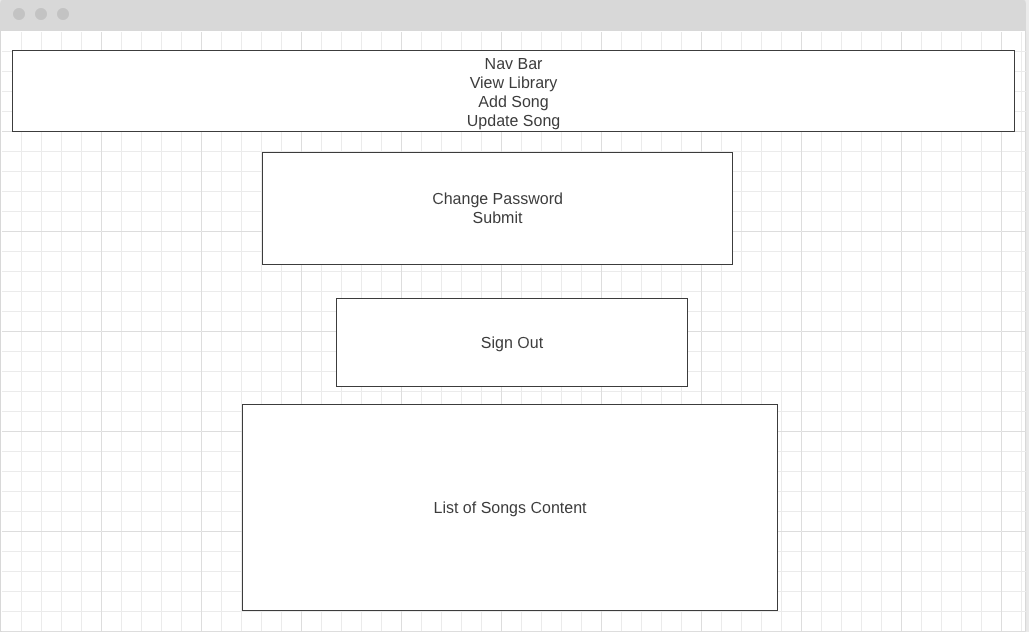 Nav Bar
View Library
Add Song
Update Song
Change Password
Submit
Sign Out
List of Songs Content